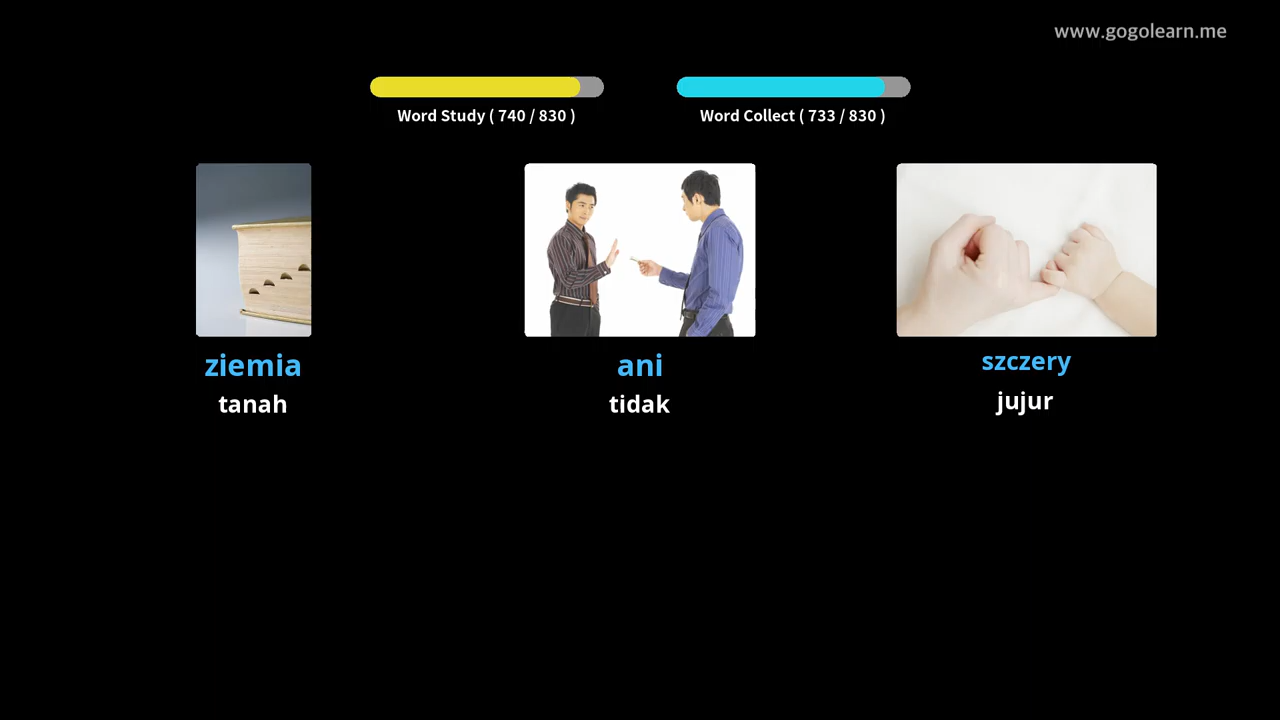 www.gogolearn.me
Word Study ( 740 / 830 )
Word Collect ( 733 / 830 )
ziemia
tanah
ani
tidak
szczery
jujur